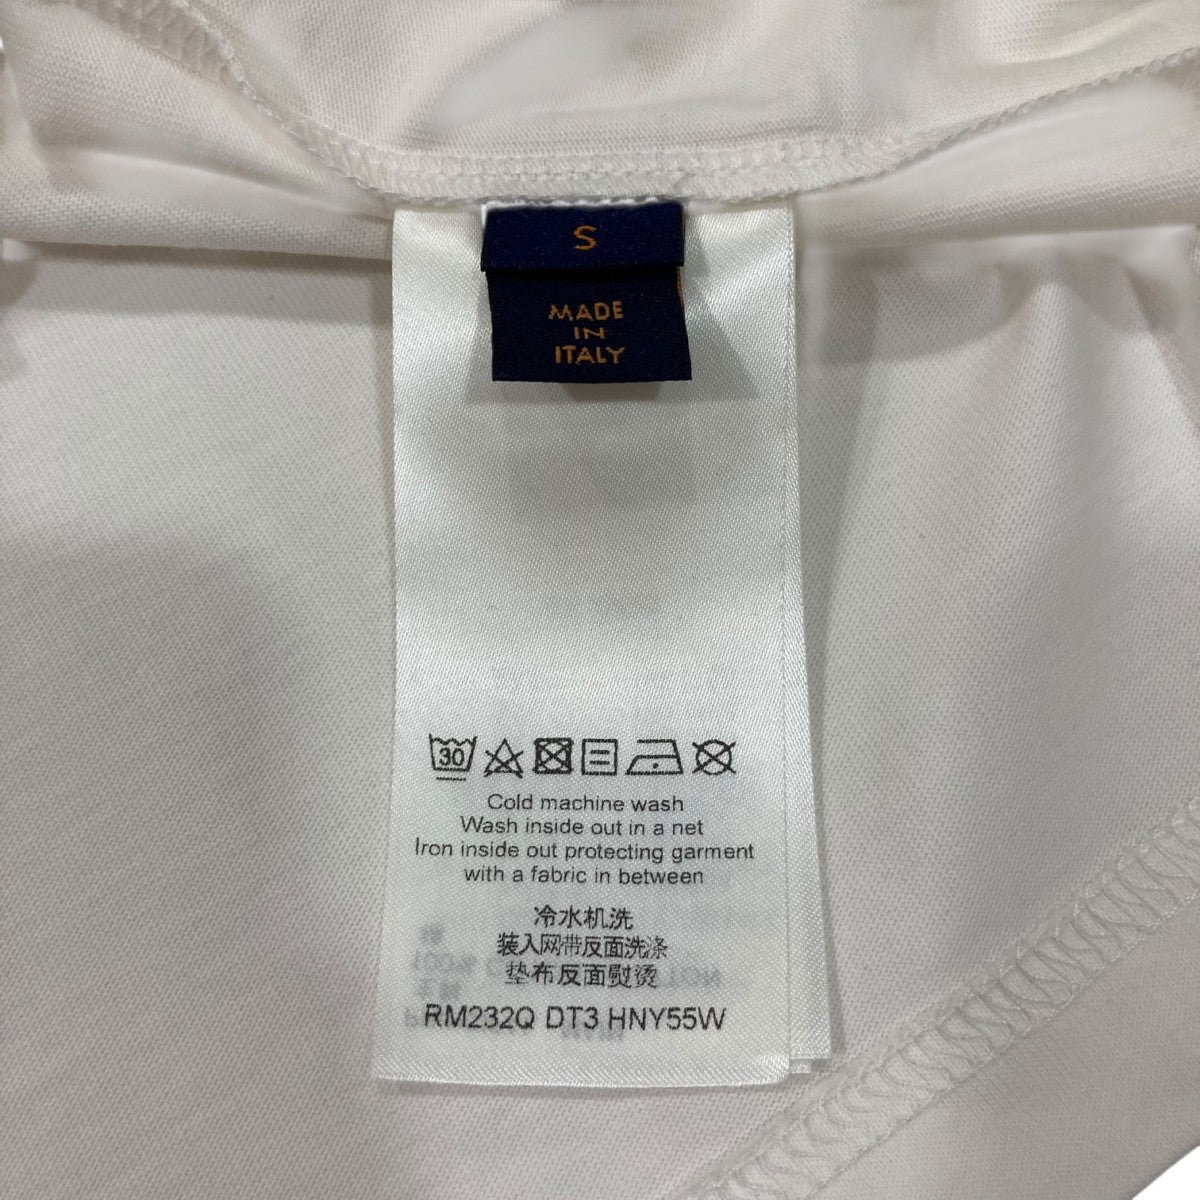 S
MADE
IN
ITALY
30
Cold machine wash
Wash inside out in a net
Iron inside out protecting garment
with a fabric in between
冷水机洗
装入网带反面洗涤
垫布反面熨烫
RM232Q DT3 HNY55W